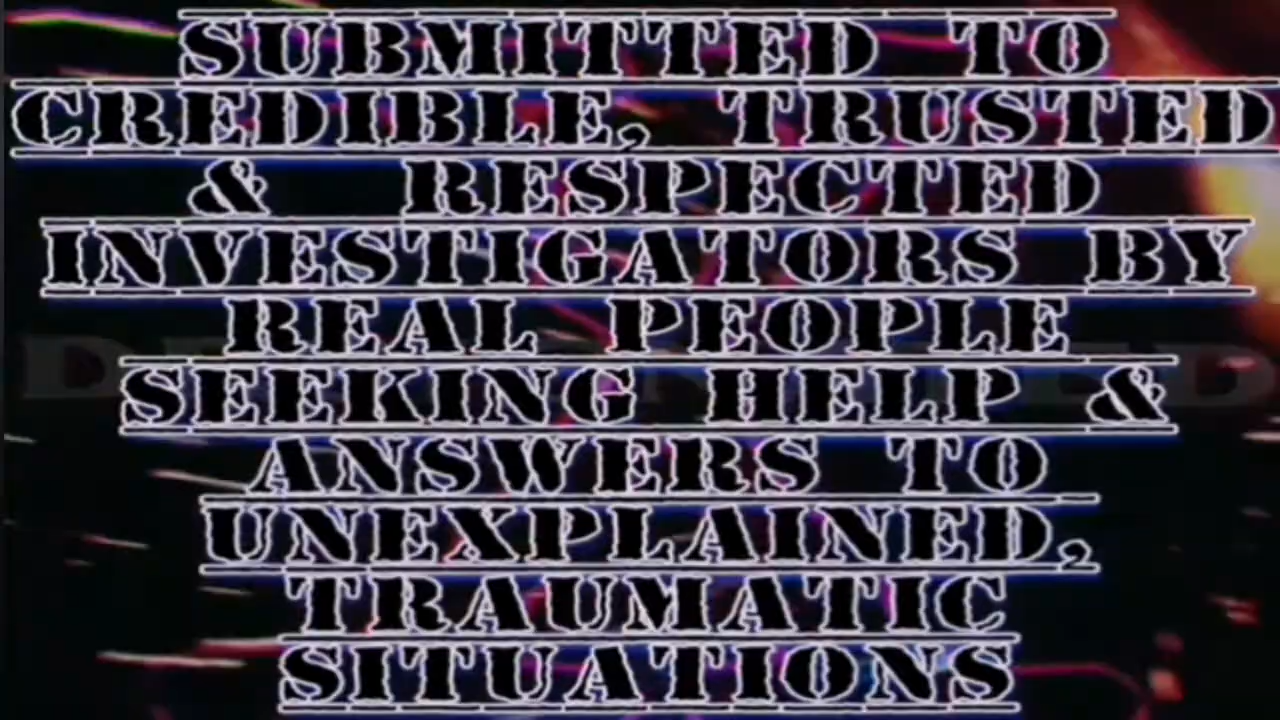 SUBMITTED TO
CREDIBLE, TRUSTED
& RESPECTED
INVESTIGATORS BY
REAL PEOPLE
SEEKING HELP &
ANSWERS TO
UNEXPLAINED,
TRAUMATIC
SITUATIONS